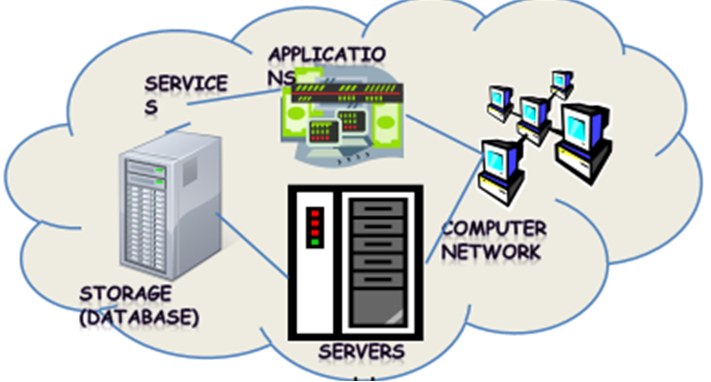 APPLICATIO
NS
SERVICE
S
COMPUTER
NETWORK
STORAGE
(DATABASE)
SERVERS